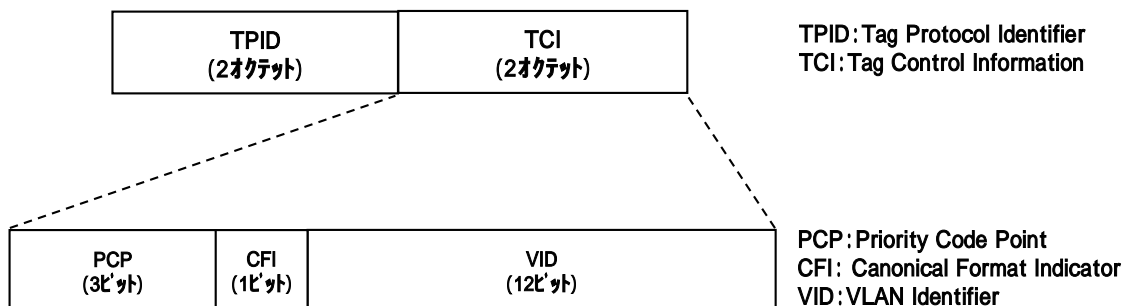 TPID
(2オクテット)
TCI
(2オクテット)
TPID:Tag Protocol Identifier
TCI:Tag Control Information
PCP
(3ビット)
CFI
(1ビット)
VID
(12ビット)
PCP:Priority Code Point
CFI: Canonical Format Indicator
VID:VLAN Identifier